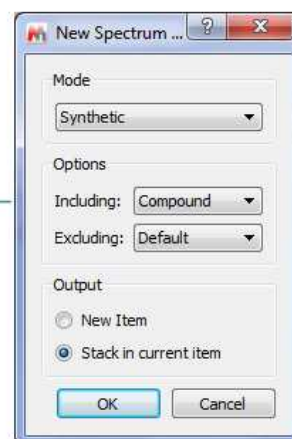 New Spectrum ...
Mode
Synthetic
Options
Including: Compound
Excluding: Default
Output
New Item
Stack in current item
OK Cancel